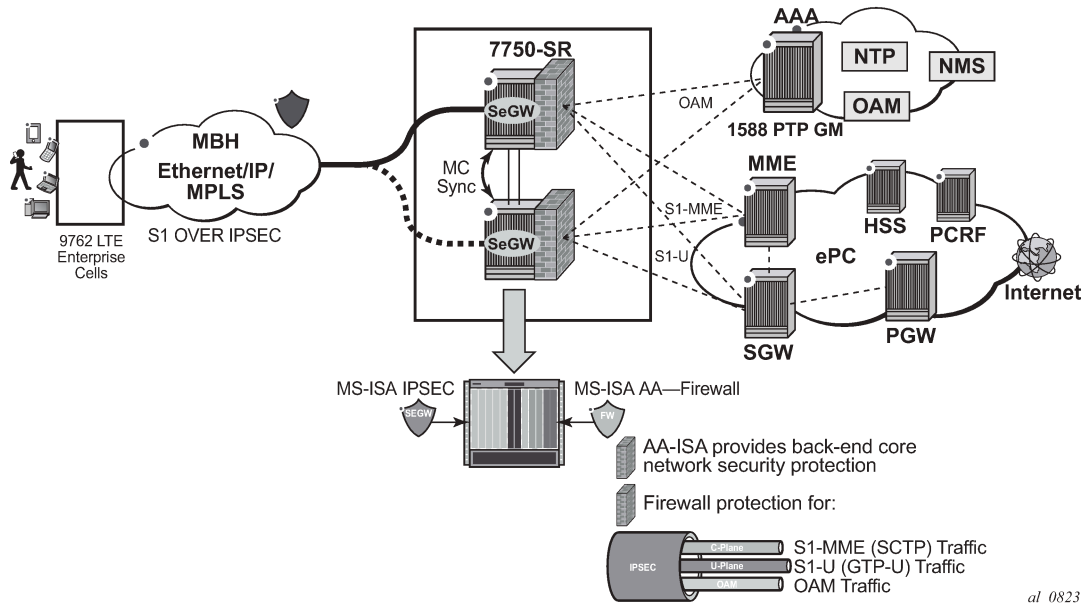 7750-SR
AAA
NTP
NMS
OAM
1588 PTP GM
OAM
SeGW
MBH
Ethernet/IP/
MPLS
S1 OVER IPSEC
MC
Sync
SeGW
9762 LTE
Enterprise
Cells
MME
HSS
PCRF
S1-MME
S1-U
ePC
Internet
SGW
PGW
MS-ISA IPSEC
MS-ISA AA—Firewall
SEGW
FW
AA-ISA provides back-end core
network security protection
Firewall protection for:
IPSEC
C-Plane
S1-MME (SCTP) Traffic
U-Plane
S1-U (GTP-U) Traffic
OAM
OAM Traffic
al_0823